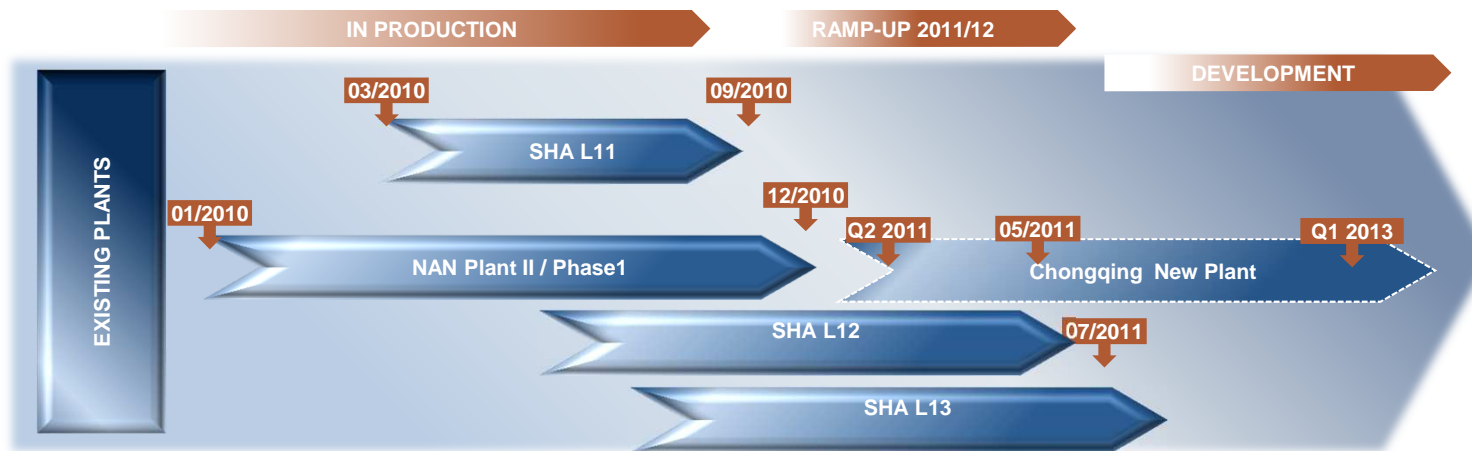 IN PRODUCTION
RAMP-UP 2011/12
DEVELOPMENT
EXISTING PLANTS
03/2010
09/2010
SHA L11
01/2010
12/2010
Q2 2011
05/2011
Q1 2013
NAN Plant II / Phase1
Chongqing New Plant
SHA L12
07/2011
SHA L13